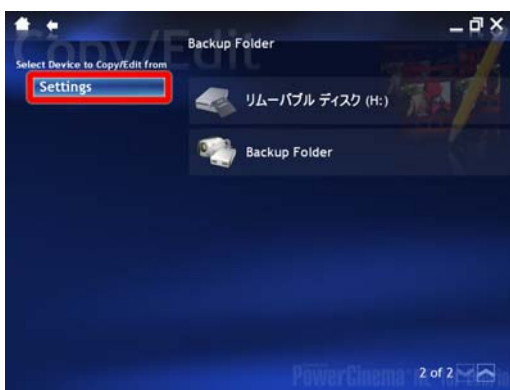 Copy/Edit
Backup Folder
Select Device to Copy/Edit from
Settings
リムーバブル ディスク (H:)
Backup Folder
PowerCinema
2 of 2